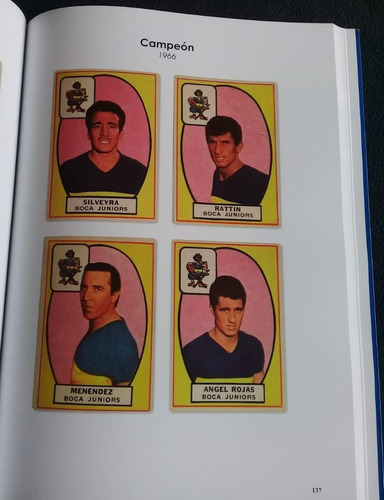 Campeón
1966
SILVEYRA
BOCA JUNIORS
RATTIN
BOCA JUNIORS
MENENDEZ
BOCA JUNIORS
ANGEL ROJAS
BOCA JUNIORS
137